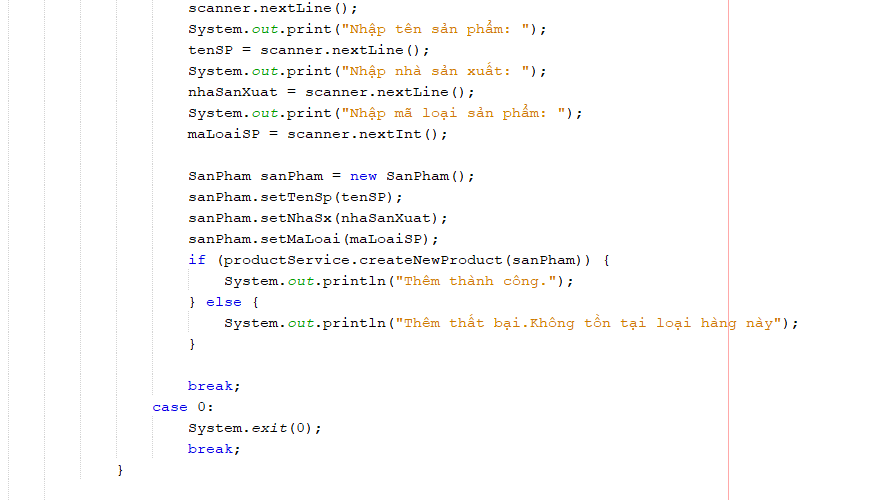 scanner.nextLine();
System.out.print("Nhập tên sản phẩm: ");
tenSP = scanner.nextLine();
System.out.print("Nhập nhà sản xuất: ");
nhaSanXuat = scanner.nextLine();
System.out.print("Nhập mã loại sản phẩm: ");
maLoaiSP = scanner.nextInt();
SanPham sanPham = new SanPham();
sanPham.setTenSp(tenSP);
sanPham.setNhaSx(nhaSanXuat);
sanPham.setMaLoai(maLoaiSP);
if (productService.createNewProduct(sanPham)) {
System.out.println("Thêm thành công.");
} else {
System.out.println("Thêm thất bại.Không tồn tại loại hàng này");
}
break;
case 0:
System.exit(0);
break;
}